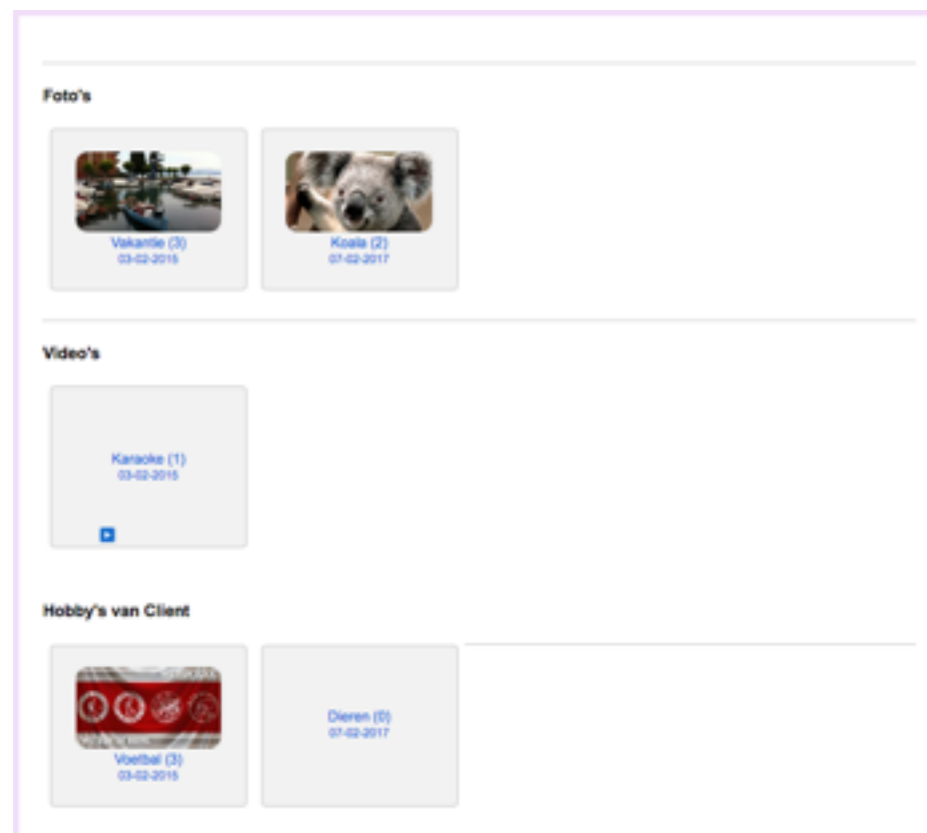 Foto's
Vakantie (3)
03-02-2015
Koala (2)
07-02-2017
Video's
Karaoke (1)
03-02-2015
Hobby's van Client
Voetbal (3)
03-02-2015
Dieren (0)
07-02-2017